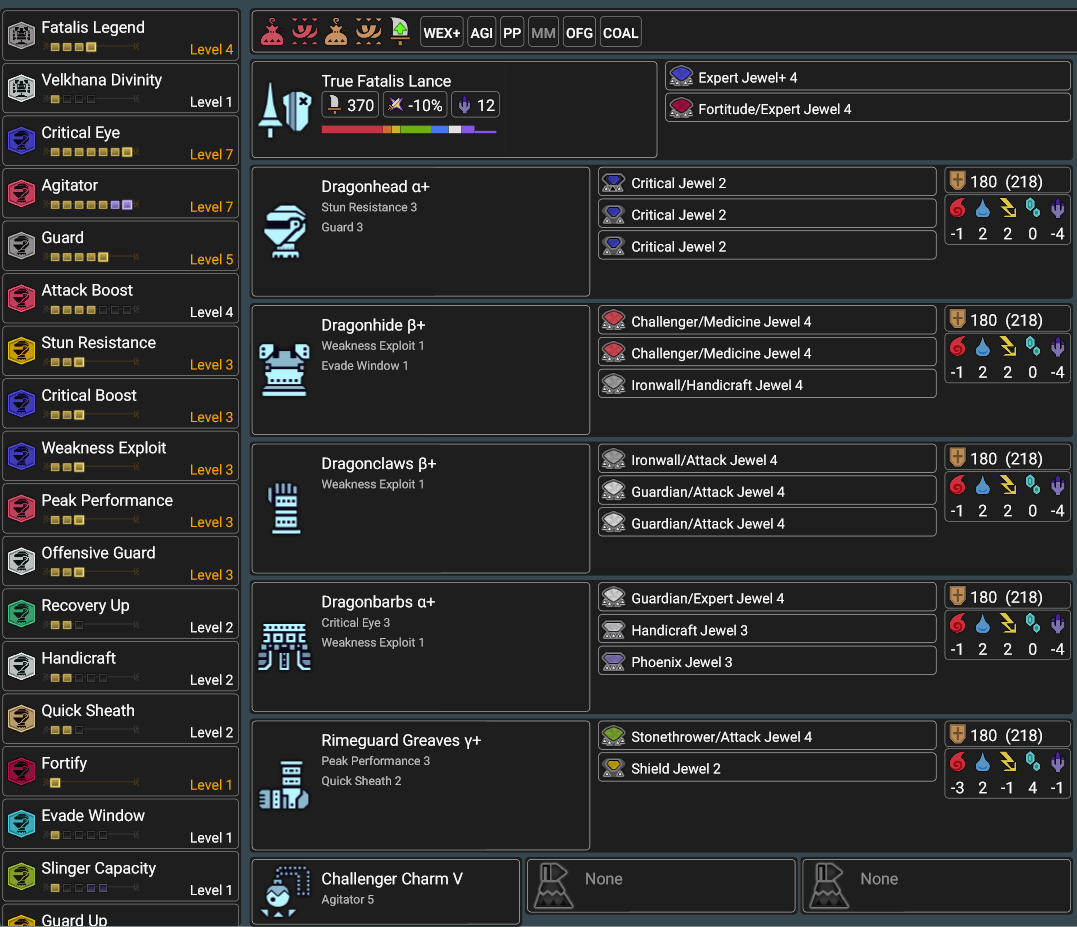 Fatalis Legend
Level 4
Velkhana Divinity
Level 1
Critical Eye
Level 7
Agitator
Level 7
Guard
Level 5
Attack Boost
Level 4
Stun Resistance
Level 3
Critical Boost
Level 3
Weakness Exploit
Level 3
Peak Performance
Level 3
Offensive Guard
Level 3
Recovery Up
Level 2
Handicraft
Level 2
Quick Sheath
Level 2
Fortify
Level 1
Evade Window
Level 1
Slinger Capacity
Level 1
Guard Up
WEX+ AGI PP MM OFG COAL
True Fatalis Lance
370 -10% 12
Expert Jewel+ 4
Fortitude/Expert Jewel 4
Dragonhead α+
Stun Resistance 3
Guard 3
Critical Jewel 2
Critical Jewel 2
Critical Jewel 2
180 (218)
-1 2 2 0 -4
Dragonhide β+
Weakness Exploit 1
Evade Window 1
Challenger/Medicine Jewel 4
Challenger/Medicine Jewel 4
Ironwall/Handicraft Jewel 4
180 (218)
-1 2 2 0 -4
Dragonclaws β+
Weakness Exploit 1
Ironwall/Attack Jewel 4
Guardian/Attack Jewel 4
Guardian/Attack Jewel 4
180 (218)
-1 2 2 0 -4
Dragonbarbs α+
Critical Eye 3
Weakness Exploit 1
Guardian/Expert Jewel 4
Handicraft Jewel 3
Phoenix Jewel 3
180 (218)
-1 2 2 0 -4
Rimeguard Greaves γ+
Peak Performance 3
Quick Sheath 2
Stonethrower/Attack Jewel 4
Shield Jewel 2
180 (218)
-3 2 -1 4 -1
Challenger Charm V
Agitator 5
None
None